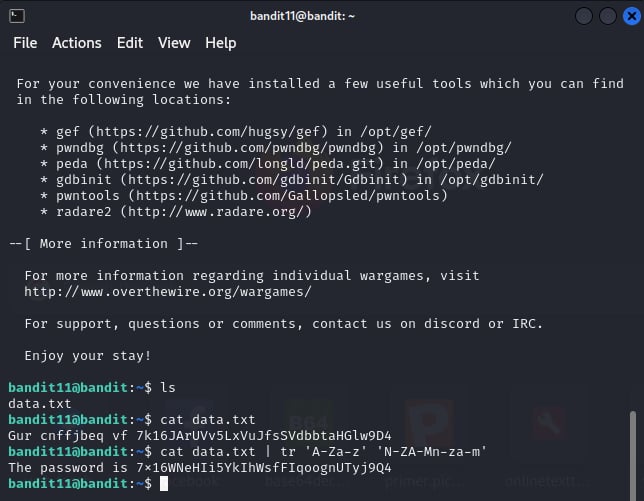 bandit11@bandit: ~
File Actions Edit View Help
For your convenience we have installed a few useful tools which you can find
in the following locations:
* gef (https://github.com/hugsy/gef) in /opt/gef/
* pwndbg (https://github.com/pwndbg/pwndbg) in /opt/pwndbg/
* peda (https://github.com/longld/peda.git) in /opt/peda/
* gdbinit (https://github.com/gdbinit/Gdbinit) in /opt/gdbinit/
* pwntools (https://github.com/Gallopsled/pwntools)
* radare2 (http://www.radare.org/)
--[ More information ]--
For more information regarding individual wargames, visit
http://www.overthewire.org/wargames/
For support, questions or comments, contact us on discord or IRC.
Enjoy your stay!
bandit11@bandit:~$ ls
data.txt
bandit11@bandit:~$ cat data.txt
Gur cnffjbeq vf 7k16JArUVv5LxVuJfsSVdbbtaHGlw9D4
bandit11@bandit:~$ cat data.txt | tr 'A-Za-z' 'N-ZA-Mn-za-m'
The password is 7x16WNeHIi5YkIhWsfFIqoognUTyj9Q4
bandit11@bandit:~$